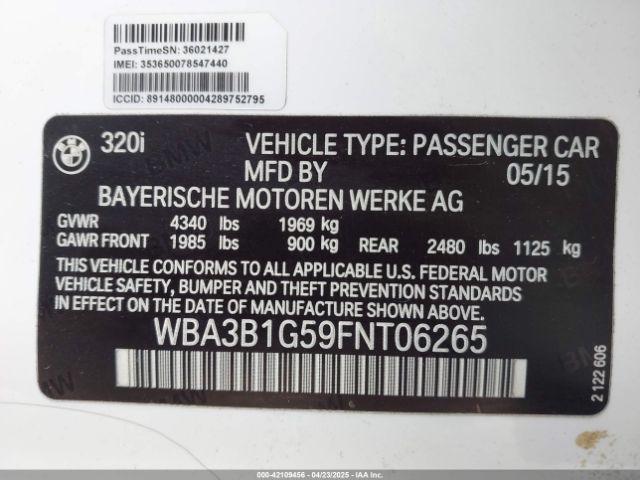 PassTimeSN: 36021427
IMEI: 353650078547440
ICCID: 89148000004289752795
320i VEHICLE TYPE: PASSENGER CAR
MFD BY 05/15
BAYERISCHE MOTOREN WERKE AG
GVWR 4340 lbs 1969 kg
GAWR FRONT 1985 lbs 900 kg REAR 2480 lbs 1125 kg
THIS VEHICLE CONFORMS TO ALL APPLICABLE U.S. FEDERAL MOTOR
VEHICLE SAFETY, BUMPER AND THEFT PREVENTION STANDARDS
IN EFFECT ON THE DATE OF MANUFACTURE SHOWN ABOVE.
WBA3B1G59FNT06265
2 122 606
000-42109456 - 04/23/2025 - IAA, INC.